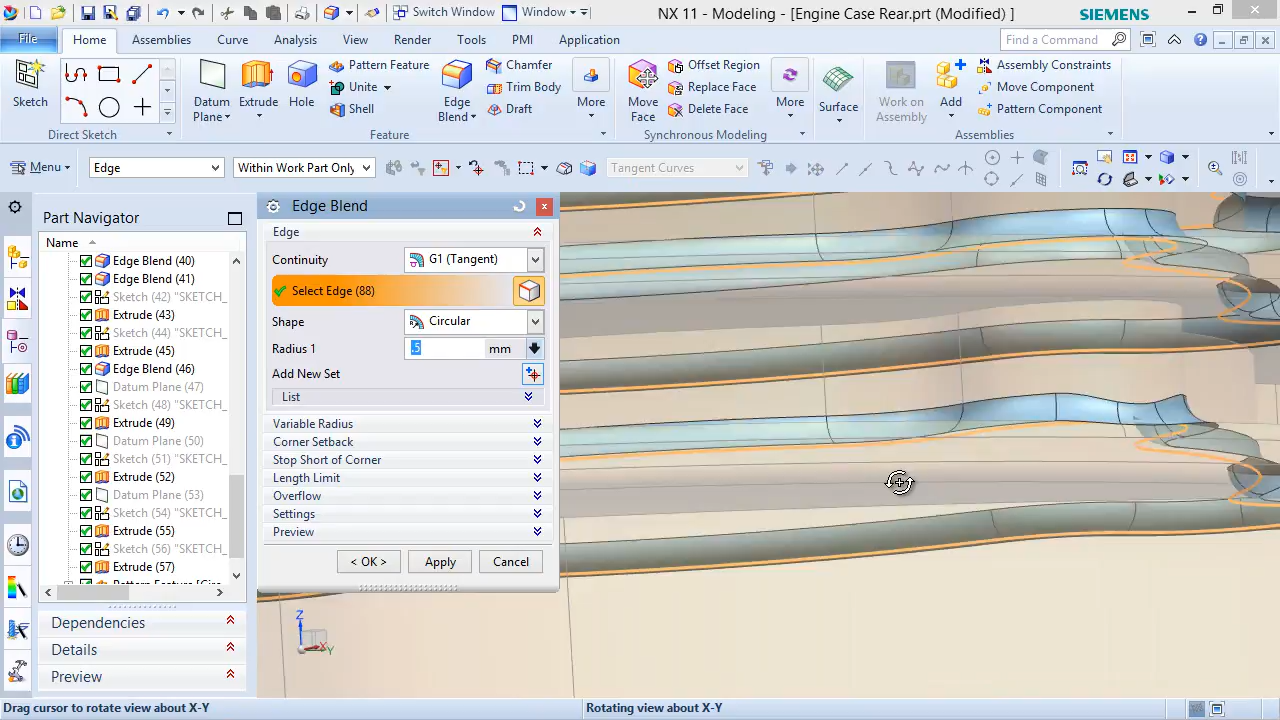 Switch Window Window NX 11 - Modeling - [Engine Case Rear.prt (Modified) ] SIEMENS
File Home Assemblies Curve Analysis View Render Tools PMI Application Find a Command
Sketch
Datum Plane Extrude Hole
Pattern Feature
Unite
Shell
Edge Blend
Chamfer
Trim Body
Draft
More
Move Face
Offset Region
Replace Face
Delete Face
More
Surface
Work on Assembly
Add
Assembly Constraints
Move Component
Pattern Component
Direct Sketch Feature Synchronous Modeling Assemblies
Menu Edge Within Work Part Only Tangent Curves
Part Navigator
Name
Edge Blend (40)
Edge Blend (41)
Sketch (42) "SKETCH_
Extrude (43)
Sketch (44) "SKETCH_
Extrude (45)
Edge Blend (46)
Datum Plane (47)
Sketch (48) "SKETCH_
Extrude (49)
Datum Plane (50)
Sketch (51) "SKETCH_
Extrude (52)
Datum Plane (53)
Sketch (54) "SKETCH_
Extrude (55)
Sketch (56) "SKETCH_
Extrude (57)
Dependencies
Details
Preview
Edge Blend
Edge
Continuity G1 (Tangent)
Select Edge (88)
Shape Circular
Radius 1 .5 mm
Add New Set
List
Variable Radius
Corner Setback
Stop Short of Corner
Length Limit
Overflow
Settings
Preview
< OK > Apply Cancel
Z
X
Y
Drag cursor to rotate view about X-Y Rotating view about X-Y